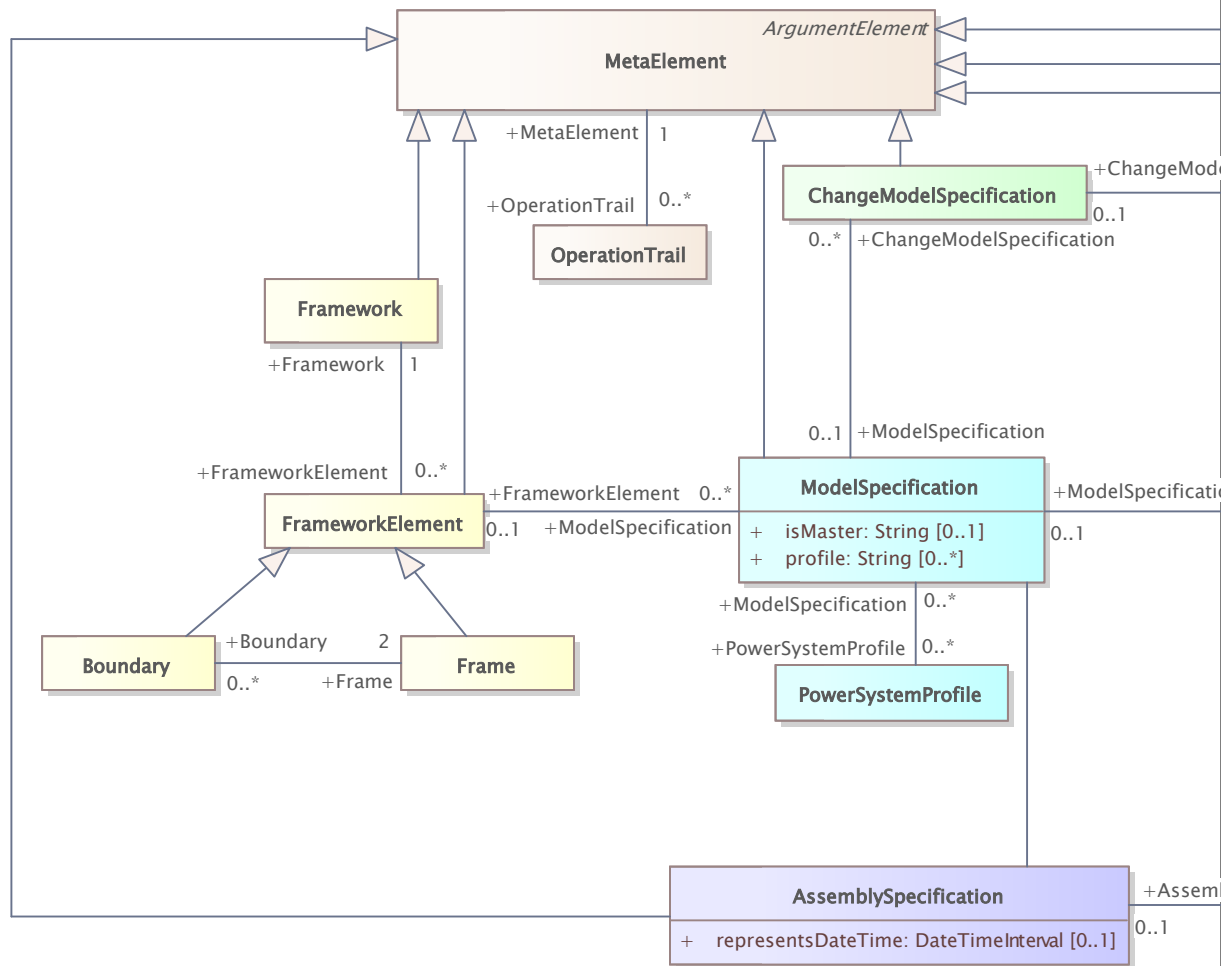 ArgumentElement
MetaElement
+MetaElement 1
+OperationTrail 0..*
OperationTrail
+ChangeMod
ChangeModelSpecification
0..1
0..* +ChangeModelSpecification
Framework
+Framework 1
0..1 +ModelSpecification
+FrameworkElement 0..*
+FrameworkElement 0..*
ModelSpecification
+ModelSpecificatio
FrameworkElement
0..1 +ModelSpecification
+ isMaster: String [0..1]
0..1
+ profile: String [0..*]
+ModelSpecification 0..*
+Boundary 2
+PowerSystemProfile 0..*
Boundary
Frame
0..* +Frame
PowerSystemProfile
AssemblySpecification
+Assem
0..1
+ representsDateTime: DateTimeInterval [0..1]